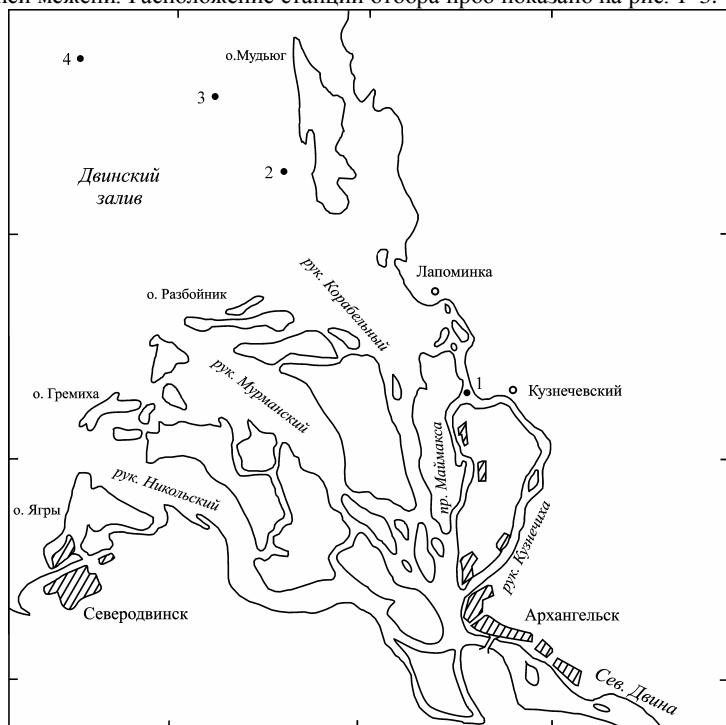 ней межени. Расположение станций отбора проб показано на рис. 1–3.
4
о.Мудьюг
3
2
Двинский
залив
рук. Корабельный
Лапоминка
о. Разбойник
рук. Мурманский
1
Кузнечевский
о. Гремиха
пр. Маймакса
рук. Никольский
о. Ягры
рук. Кузнечиха
Северодвинск
Архангельск
Сев. Двина